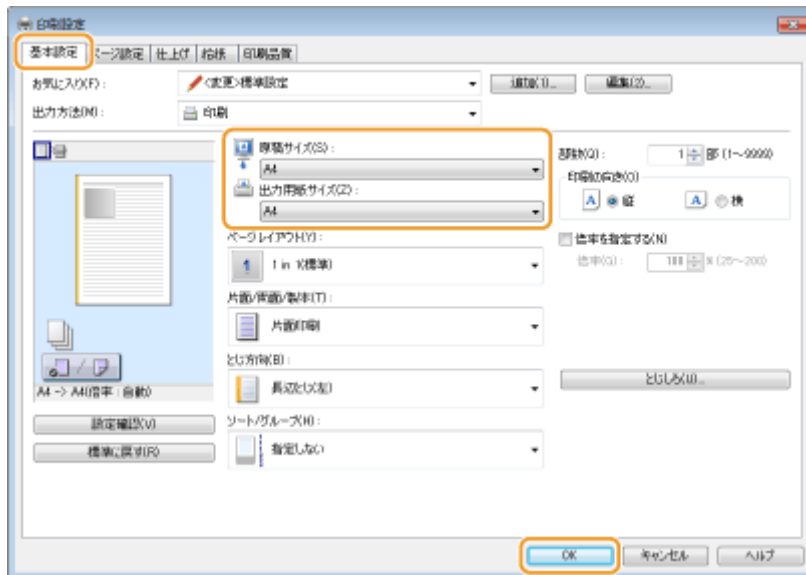 印刷設定
基本設定 ページ設定 仕上げ 給紙 印刷品質
お気に入り(F): <変更>標準設定 追加(1)... 編集(2)...
出力方法(M): 印刷
原稿サイズ(S):
A4
出力用紙サイズ(Z):
A4
部数(Q): 1 部 (1~9999)
印刷の向き(O)
A 縦 A 横
ページレイアウト(Y):
1 1 in 1(標準)
倍率を指定する(N)
倍率(G): 100 % (25~200)
片面/両面/製本(T):
片面印刷
とじ方向(B):
長辺とじ(左)
とじしろ(U)...
A4 -> A4(倍率:自動)
設定確認(V)
標準に戻す(R)
ソート/グループ(H):
指定しない
OK キャンセル ヘルプ